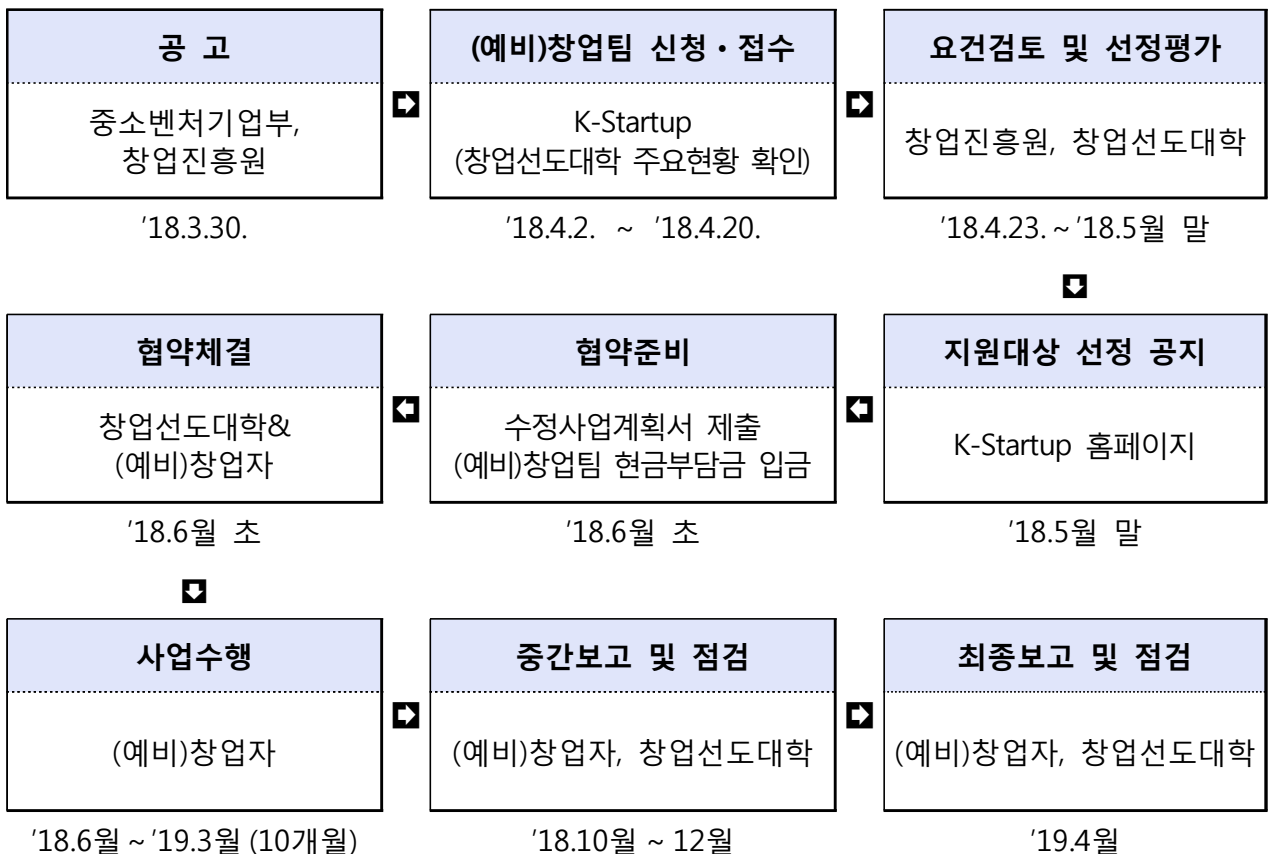 공 고
중소벤처기업부,
창업진흥원
'18.3.30.
(예비)창업팀 신청·접수
K-Startup
(창업선도대학 주요현황 확인)
'18.4.2. ~ '18.4.20.
요건검토 및 선정평가
창업진흥원, 창업선도대학
'18.4.23. ~ '18.5월 말
지원대상 선정 공지
K-Startup 홈페이지
'18.5월 말
협약준비
수정사업계획서 제출
(예비)창업팀 현금부담금 입금
'18.6월 초
협약체결
창업선도대학&
(예비)창업자
'18.6월 초
사업수행
(예비)창업자
'18.6월 ~ '19.3월 (10개월)
중간보고 및 점검
(예비)창업자, 창업선도대학
'18.10월 ~ 12월
최종보고 및 점검
(예비)창업자, 창업선도대학
'19.4월